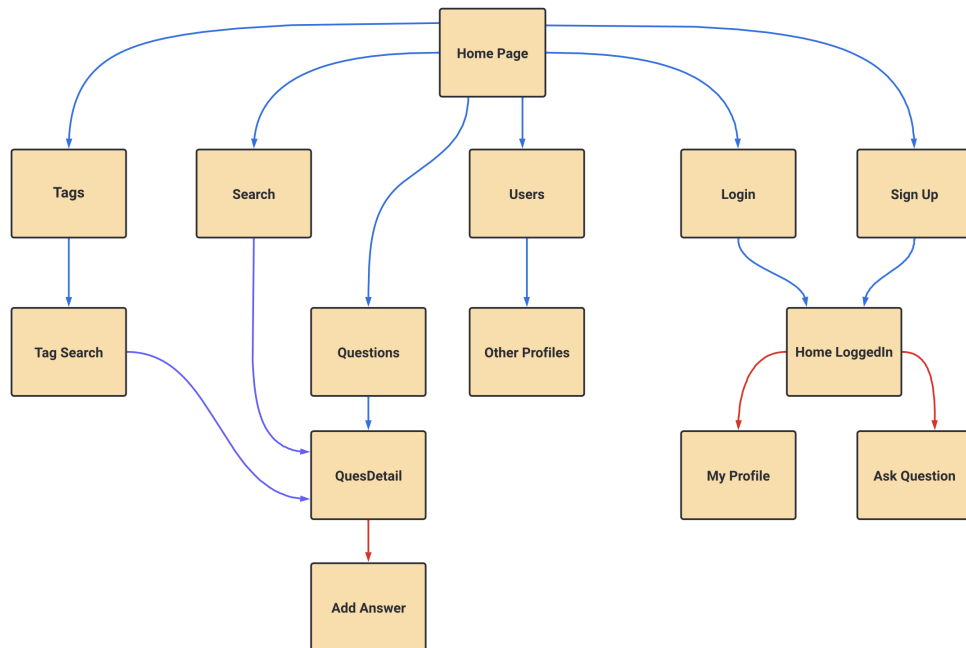 Home Page
Tags
Search
Users
Login
Sign Up
Tag Search
Questions
Other Profiles
Home LoggedIn
QuesDetail
My Profile
Ask Question
Add Answer